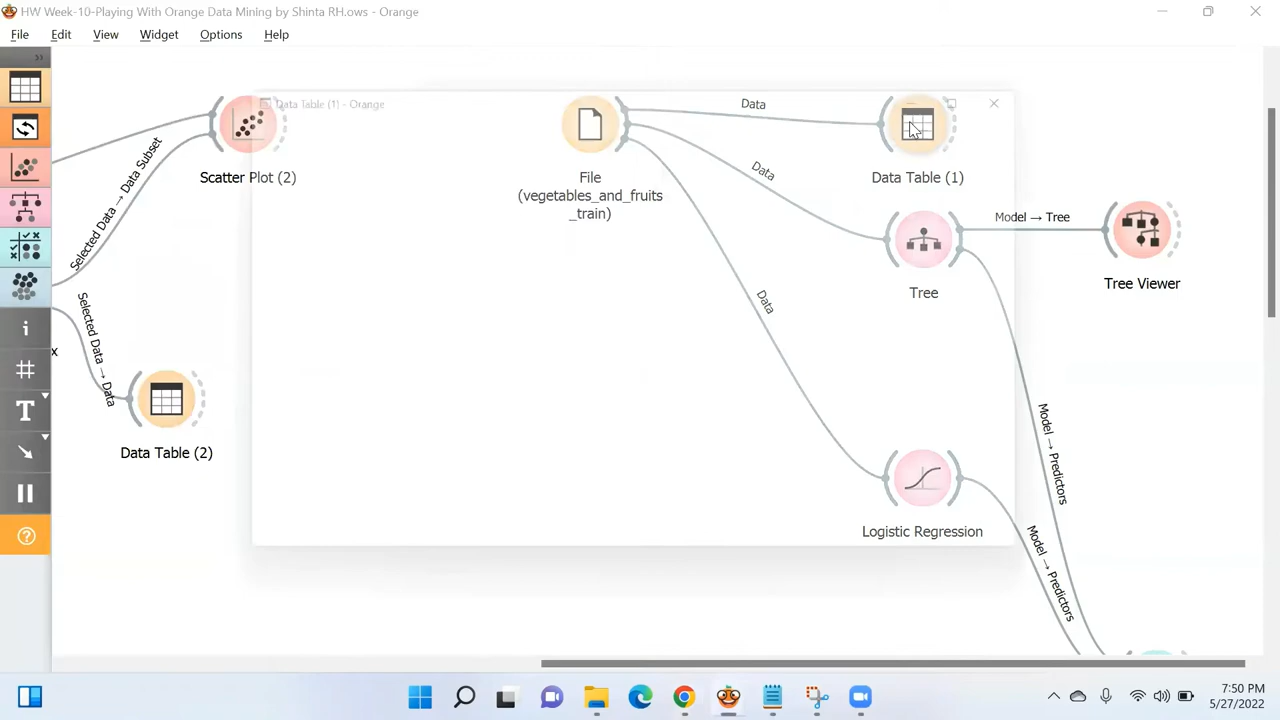 HW Week-10-Playing With Orange Data Mining by Shinta RH.ows - Orange
File Edit View Widget Options Help
Data Table (1) - Orange
Data
Scatter Plot (2)
File
(vegetables_and_fruits
_train)
Data Table (1)
Selected Data → Data Subset
Data
Model → Tree
Tree Viewer
Tree
Data
Selected Data → Data
x
Data Table (2)
Model → Predictors
Logistic Regression
Model → Predictors
i
T
?
7:50 PM
5/27/2022